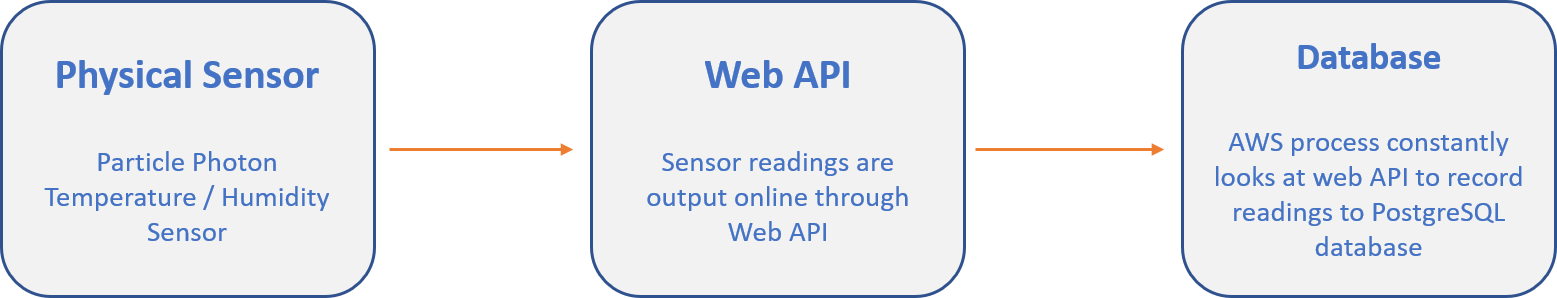 Physical Sensor
Particle Photon
Temperature / Humidity
Sensor
Web API
Sensor readings are
output online through
Web API
Database
AWS process constantly
looks at web API to record
readings to PostgreSQL
database